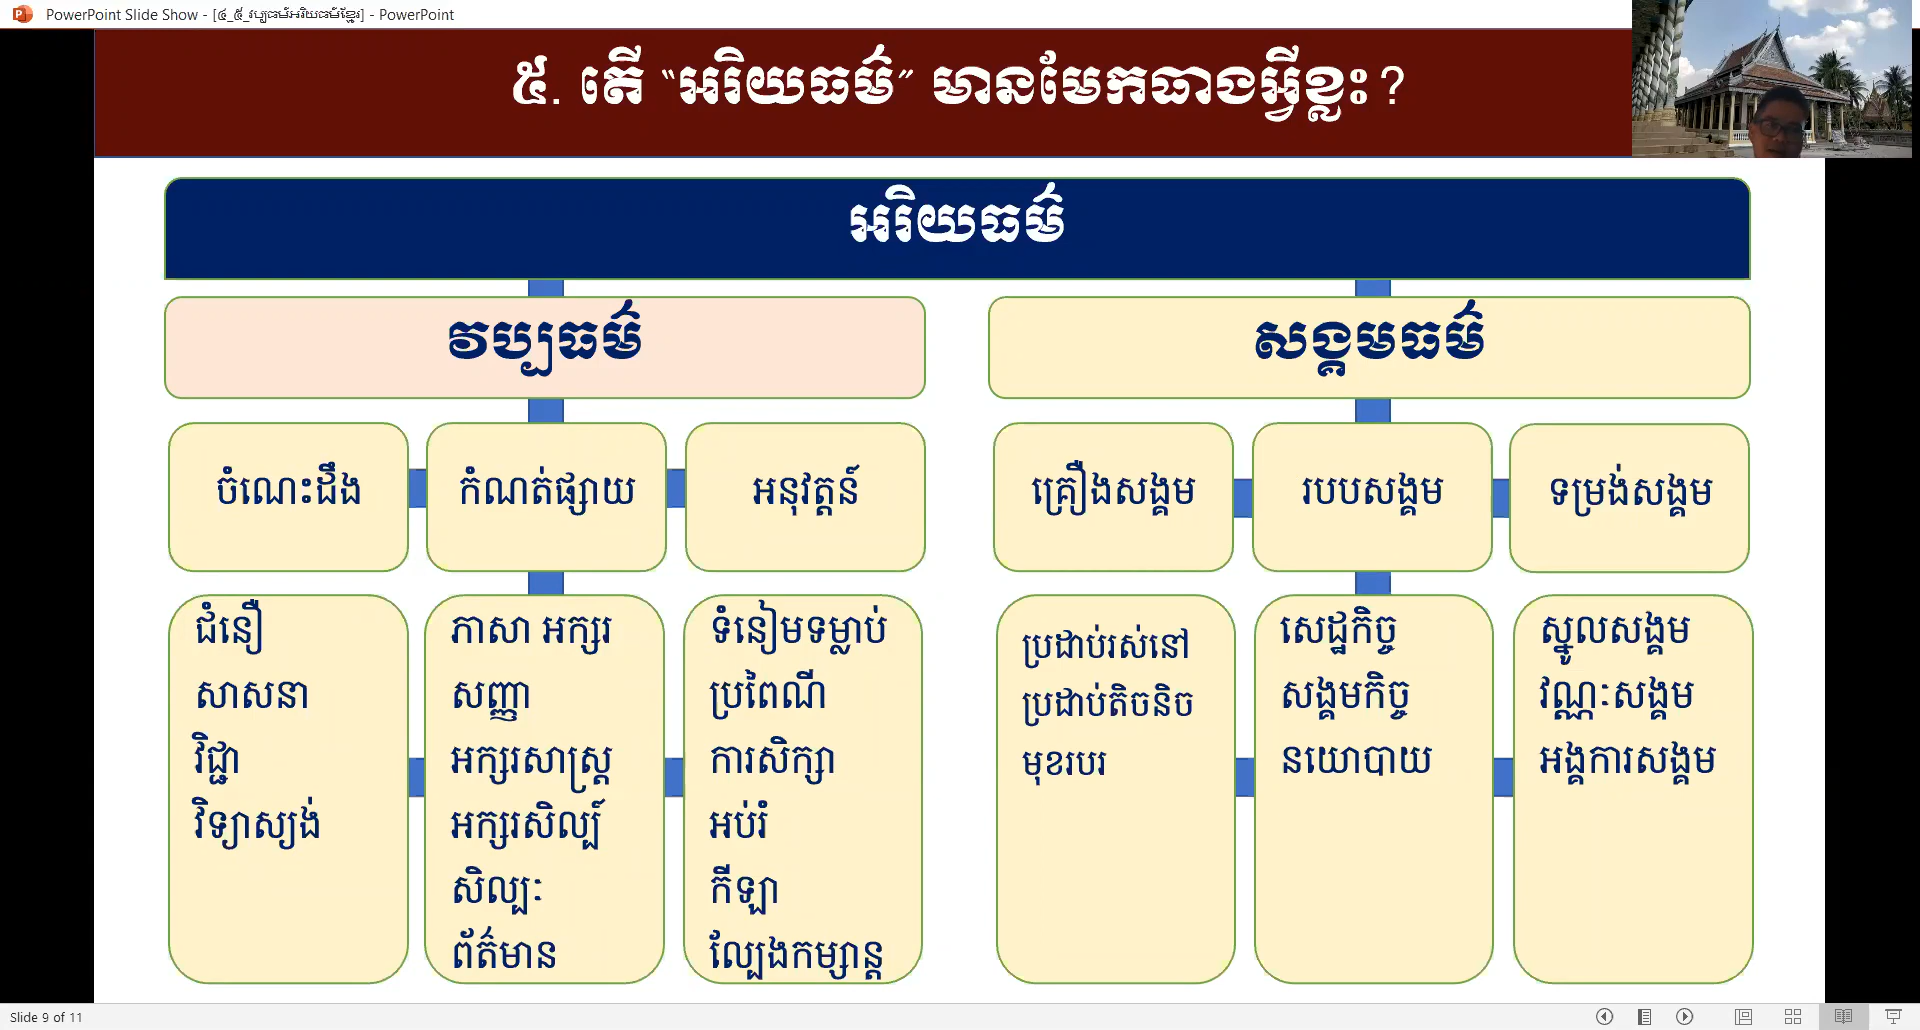 PowerPoint Slide Show - [៤_៥_វប្បធម៌អរិយធម៌ខ្មែរ] - PowerPoint
៥. តើ “អរិយធម៌” មានមែកធាងអ្វីខ្លះ?
អរិយធម៌
វប្បធម៌
សង្គមធម៌
ចំណេះដឹង
កំណត់ផ្សាយ
អនុវត្តន៍
គ្រឿងសង្គម
របបសង្គម
ទម្រង់សង្គម
ជំនឿ
សាសនា
វិជ្ជា
វិទ្យាស្យង់
ភាសា អក្សរ
សញ្ញា
អក្សរសាស្ត្រ
អក្សរសិល្ប៍
សិល្បៈ
ព័ត៌មាន
ទំនៀមទម្លាប់
ប្រពៃណី
ការសិក្សា
អប់រំ
កីឡា
ល្បែងកម្សាន្ត
ប្រដាប់រស់នៅ
ប្រដាប់តិចនិច
មុខរបរ
សេដ្ឋកិច្ច
សង្គមកិច្ច
នយោបាយ
ស្នូលសង្គម
វណ្ណៈសង្គម
អង្គការសង្គម
Slide 9 of 11